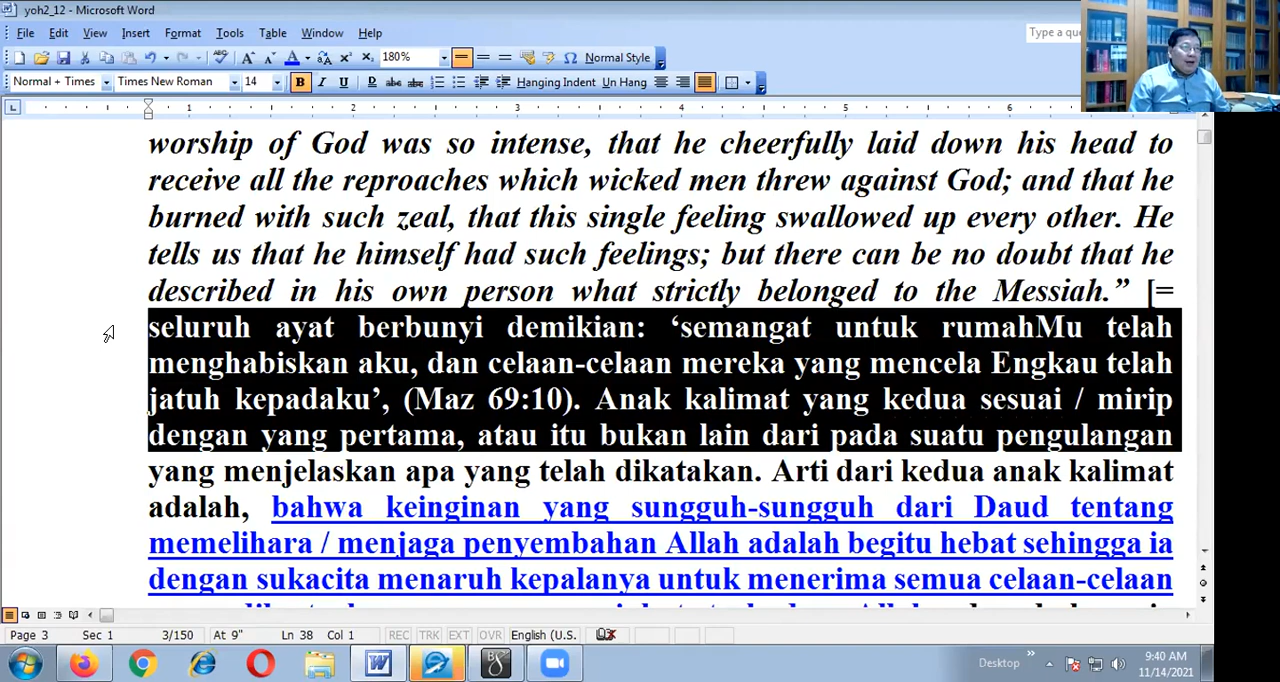 yoh2_12 - Microsoft Word
File Edit View Insert Format Tools Table Window Help
Type a que
180% Normal Style
Normal + Times Times New Roman 14 B I U D abc abc Hanging Indent Un Hang
1 2 3 4 5 6
worship of God was so intense, that he cheerfully laid down his head to
receive all the reproaches which wicked men threw against God; and that he
burned with such zeal, that this single feeling swallowed up every other. He
tells us that he himself had such feelings; but there can be no doubt that he
described in his own person what strictly belonged to the Messiah.” [=
seluruh ayat berbunyi demikian: ‘semangat untuk rumahMu telah
menghabiskan aku, dan celaan-celaan mereka yang mencela Engkau telah
jatuh kepadaku’, (Maz 69:10). Anak kalimat yang kedua sesuai / mirip
dengan yang pertama, atau itu bukan lain dari pada suatu pengulangan
yang menjelaskan apa yang telah dikatakan. Arti dari kedua anak kalimat
adalah, bahwa keinginan yang sungguh-sungguh dari Daud tentang
memelihara / menjaga penyembahan Allah adalah begitu hebat sehingga ia
dengan sukacita menaruh kepalanya untuk menerima semua celaan-celaan
Page 3 Sec 1 3/150 At 9" Ln 38 Col 1 REC TRK EXT OVR English (U.S.
Desktop
9:40 AM
11/14/2021